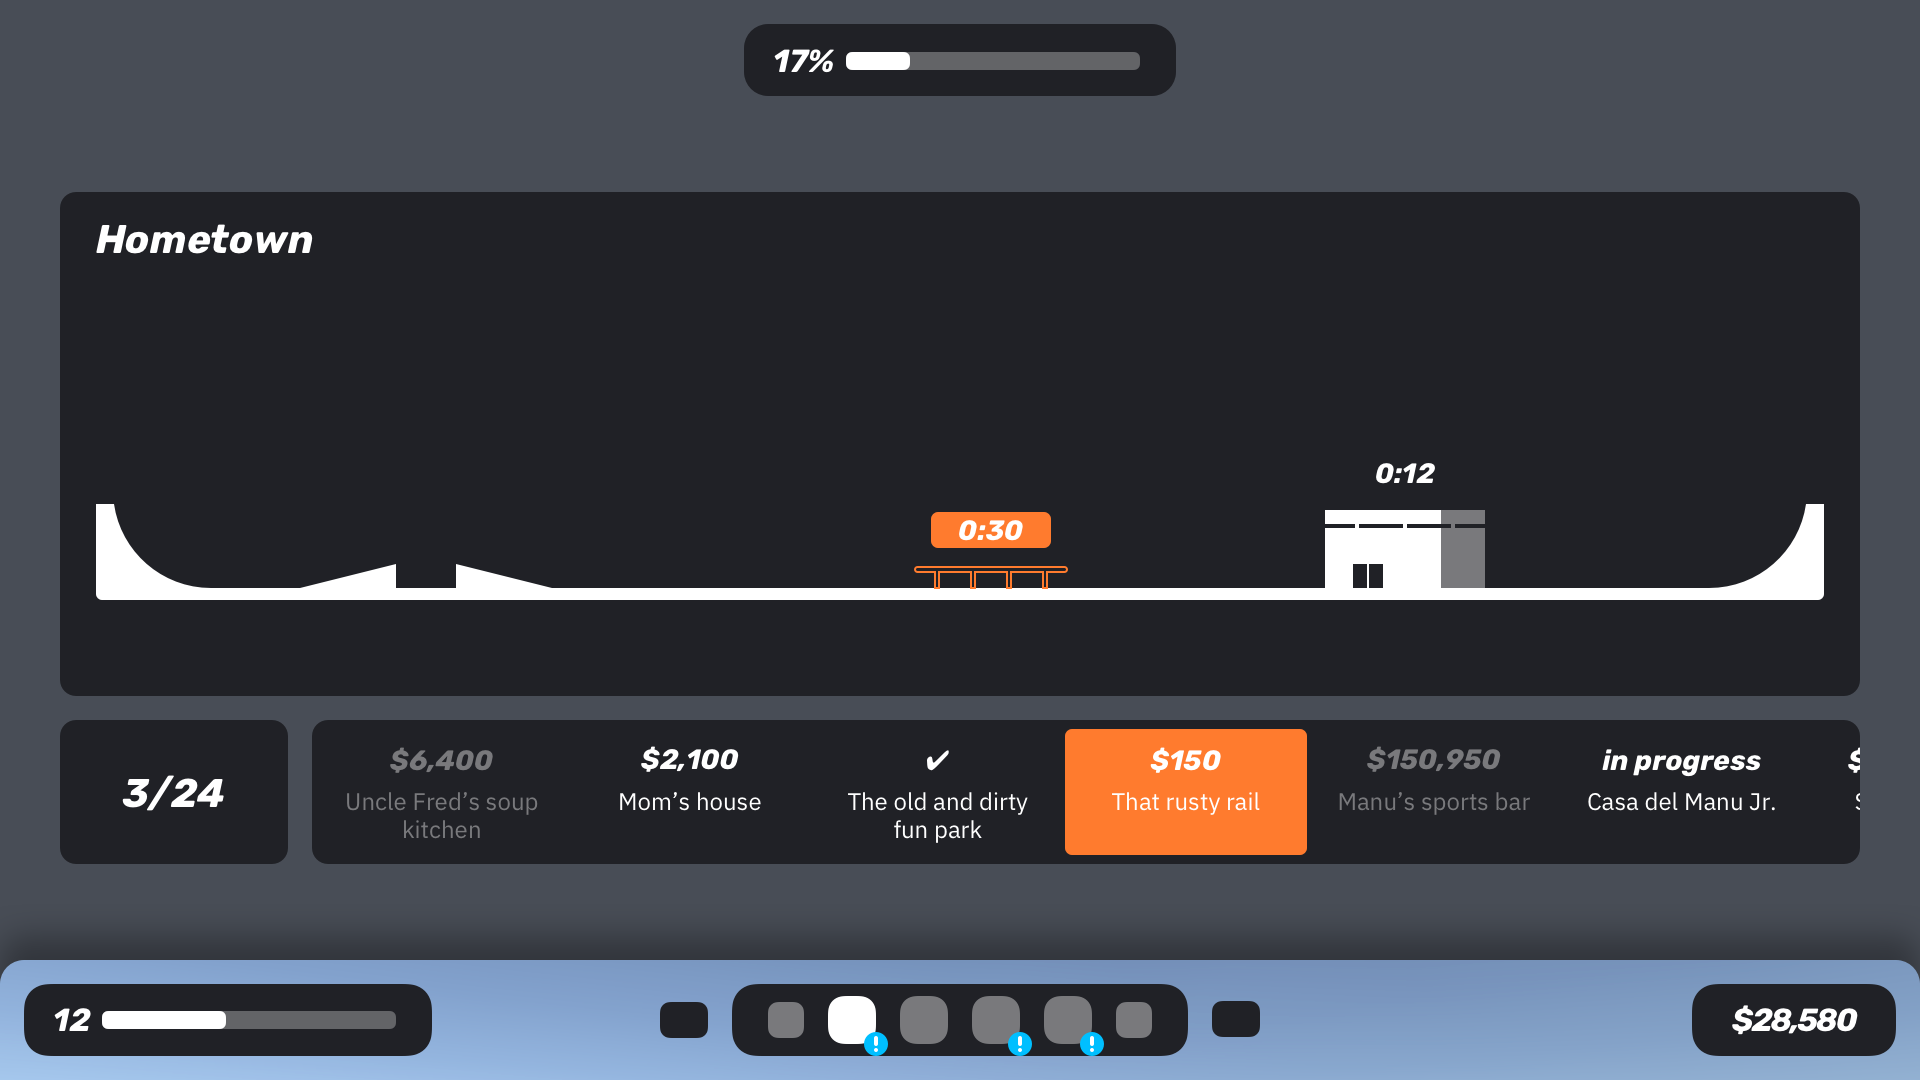 17%
Hometown
0:12
0:30
3/24
$6,400
Uncle Fred’s soup
kitchen
$2,100
Mom’s house
✓
The old and dirty
fun park
$150
That rusty rail
$150,950
Manu’s sports bar
in progress
Casa del Manu Jr.
$
12
! ! !
$28,580